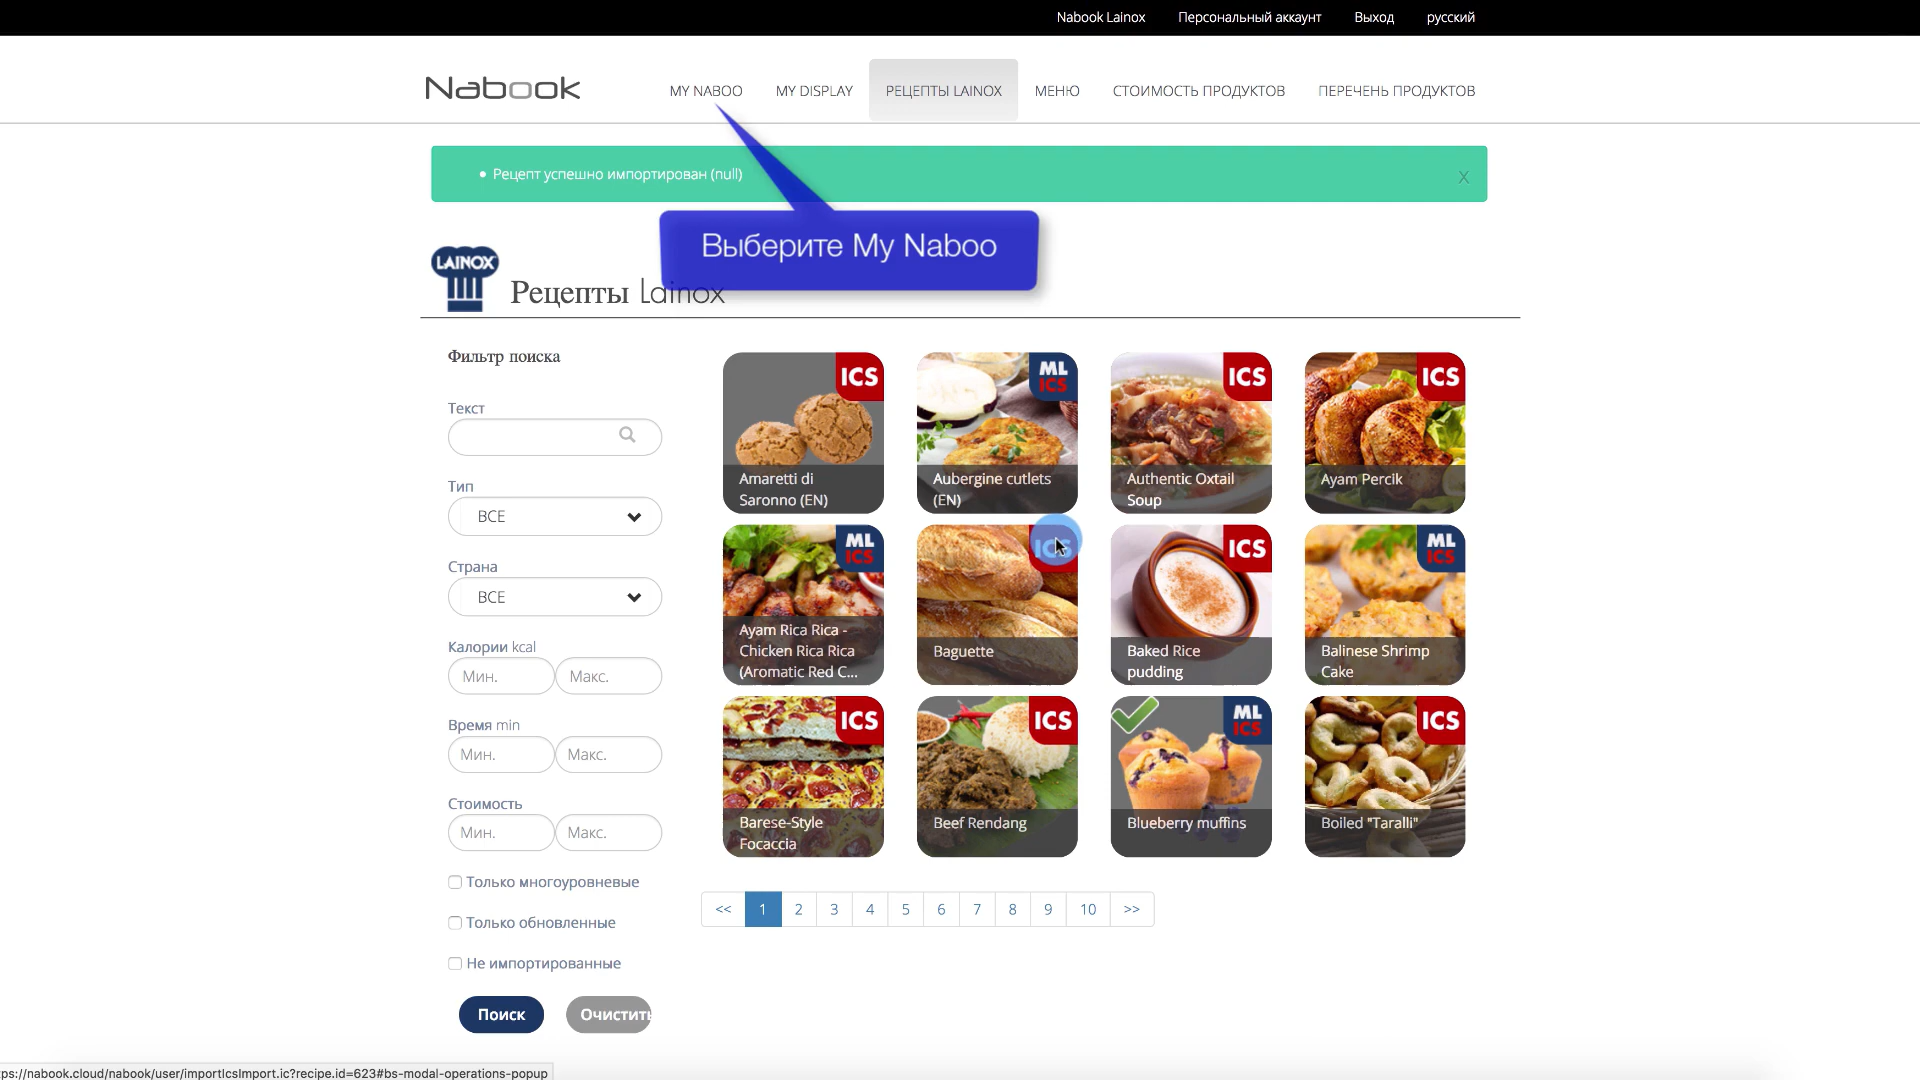 Nabook Lainox Персональный аккаунт Выход русский
Nabook MY NABOO MY DISPLAY РЕЦЕПТЫ LAINOX МЕНЮ СТОИМОСТЬ ПРОДУКТОВ ПЕРЕЧЕНЬ ПРОДУКТОВ
Рецепт успешно импортирован (null) X
Выберите My Naboo
LAINOX
Рецепты Lainox
Фильтр поиска
Текст
Тип
ВСЕ
Страна
ВСЕ
Калории kcal
Мин. Макс.
Время min
Мин. Макс.
Стоимость
Мин. Макс.
Только многоуровневые
Только обновленные
Не импортированные
Поиск Очистить
ICS
Amaretti di
Saronno (EN)
ML
ICS
Aubergine cutlets
(EN)
ICS
Authentic Oxtail
Soup
ICS
Ayam Percik
ML
ICS
Ayam Rica Rica -
Chicken Rica Rica
(Aromatic Red C...
ICS
Baguette
ICS
Baked Rice
pudding
ML
ICS
Balinese Shrimp
Cake
ICS
Barese-Style
Focaccia
ICS
Beef Rendang
ML
ICS
Blueberry muffins
ICS
Boiled "Taralli"
<< 1 2 3 4 5 6 7 8 9 10 >>
ps://nabook.cloud/nabook/user/importIcsImport.ic?recipe.id=623#bs-modal-operations-popup